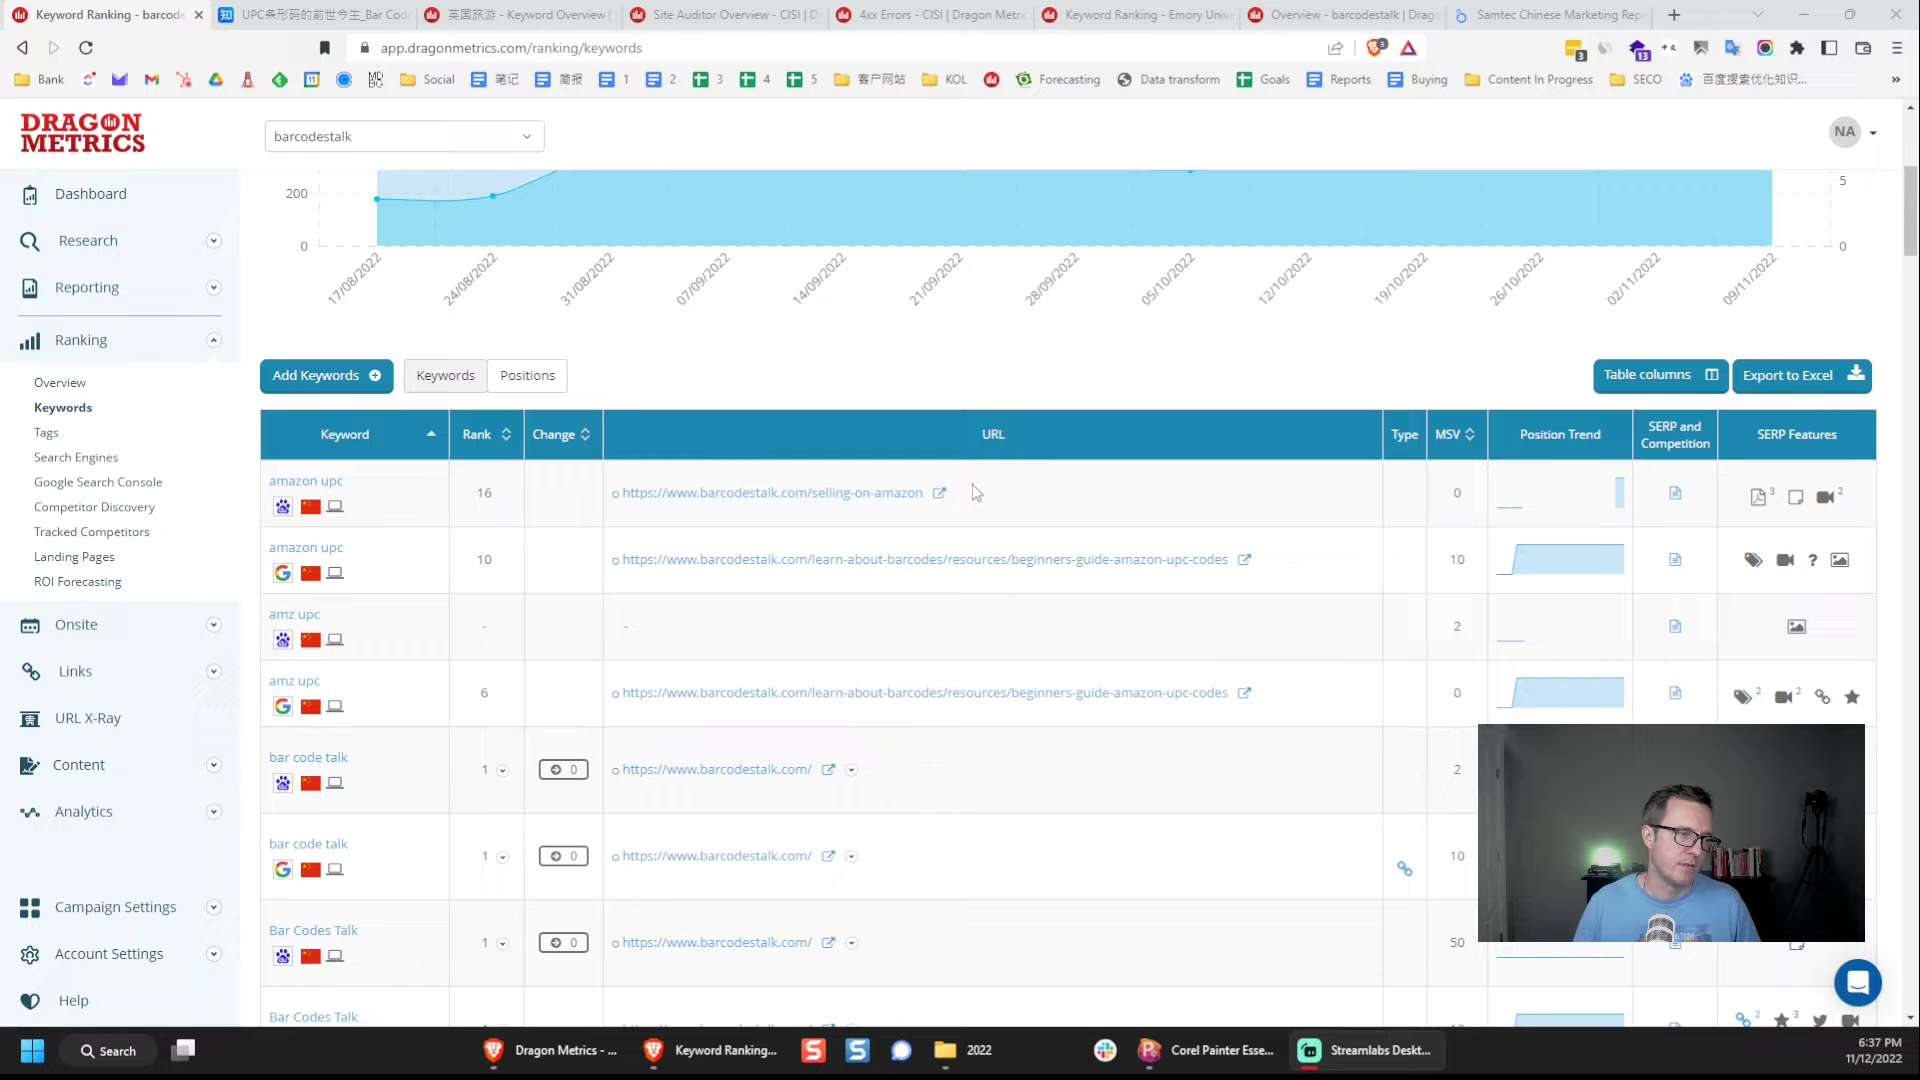 Keyword Ranking - barcode
UPC条形码的前世今生_Bar Cod
英国旅游 - Keyword Overview |
Site Auditor Overview - CISI | D
4xx Errors - CISI | Dragon Metric
Keyword Ranking - Emory Unive
Overview - barcodestalk | Drago
Samtec Chinese Marketing Rep
app.dragonmetrics.com/ranking/keywords
Bank
Social
笔记
简报
1
2
3
4
5
客户网站
KOL
Forecasting
Data transform
Goals
Reports
Buying
Content In Progress
SECO
百度搜索优化知识...
DRAGON
METRICS
barcodestalk
NA
Dashboard
Research
Reporting
Ranking
Overview
Keywords
Tags
Search Engines
Google Search Console
Competitor Discovery
Tracked Competitors
Landing Pages
ROI Forecasting
Onsite
Links
URL X-Ray
Content
Analytics
Campaign Settings
Account Settings
Help
200
0
5
0
17/08/2022
24/08/2022
31/08/2022
07/09/2022
14/09/2022
21/09/2022
28/09/2022
05/10/2022
12/10/2022
19/10/2022
26/10/2022
02/11/2022
09/11/2022
Add Keywords
Keywords
Positions
Table columns
Export to Excel
Keyword Rank Change URL Type MSV Position Trend SERP and Competition SERP Features
amazon upc 16 https://www.barcodestalk.com/selling-on-amazon 0 3 2
amazon upc 10 https://www.barcodestalk.com/learn-about-barcodes/resources/beginners-guide-amazon-upc-codes 10 ?
amz upc - - 2
amz upc 6 https://www.barcodestalk.com/learn-about-barcodes/resources/beginners-guide-amazon-upc-codes 0 2 2
bar code talk 1 0 https://www.barcodestalk.com/ 2
bar code talk 1 0 https://www.barcodestalk.com/ 10
Bar Codes Talk 1 0 https://www.barcodestalk.com/ 50
Bar Codes Talk 2 3
Search
Dragon Metrics - ...
Keyword Ranking...
2022
Corel Painter Esse...
Streamlabs Deskt...
6:37 PM
11/12/2022